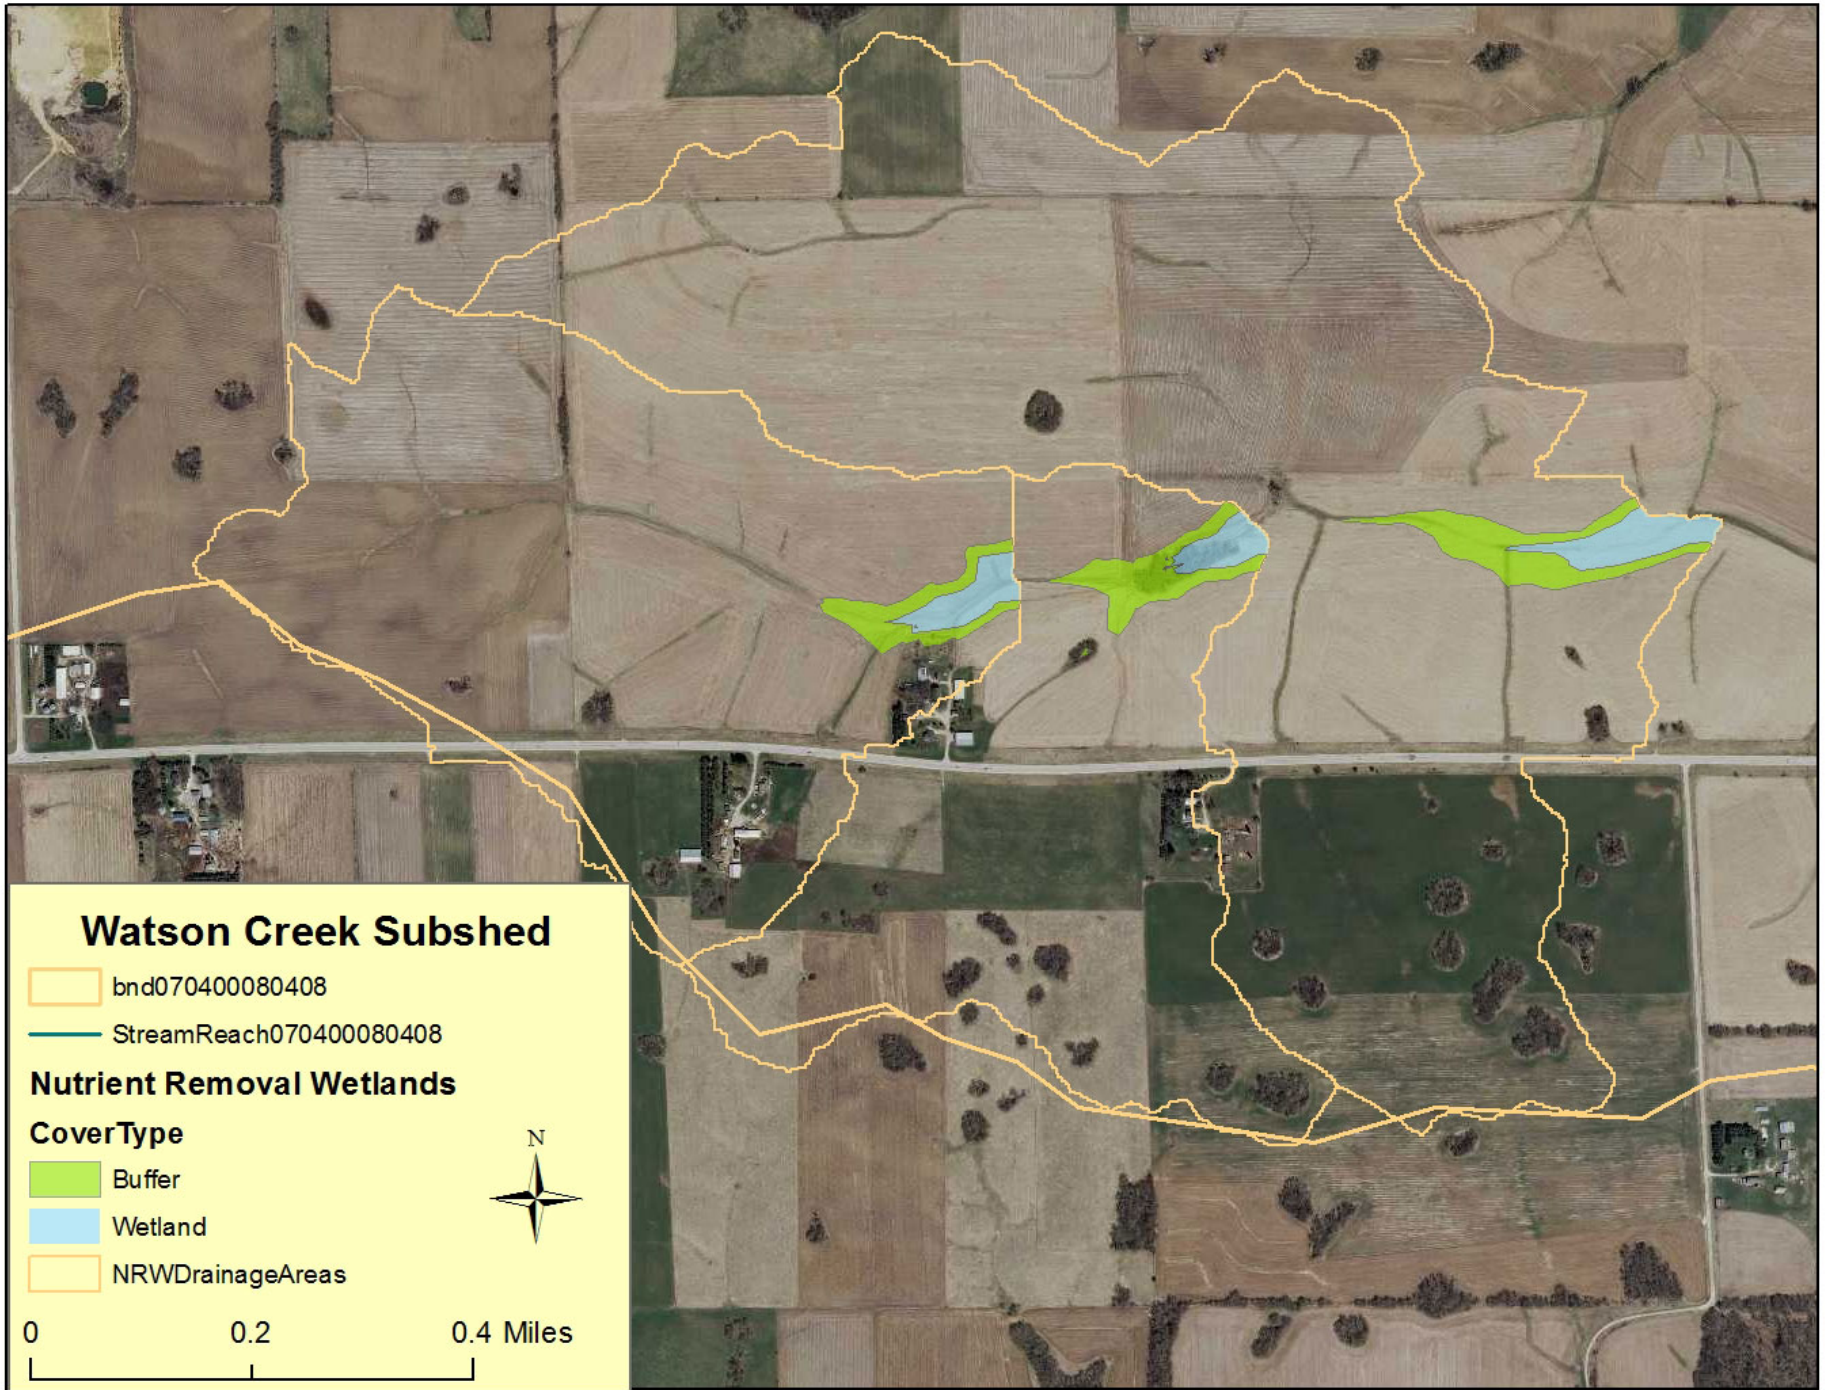 Watson Creek Subshed
bnd070400080408
StreamReach070400080408
Nutrient Removal Wetlands
CoverType
Buffer
Wetland
NRWDrainageAreas
N
0 0.2 0.4 Miles